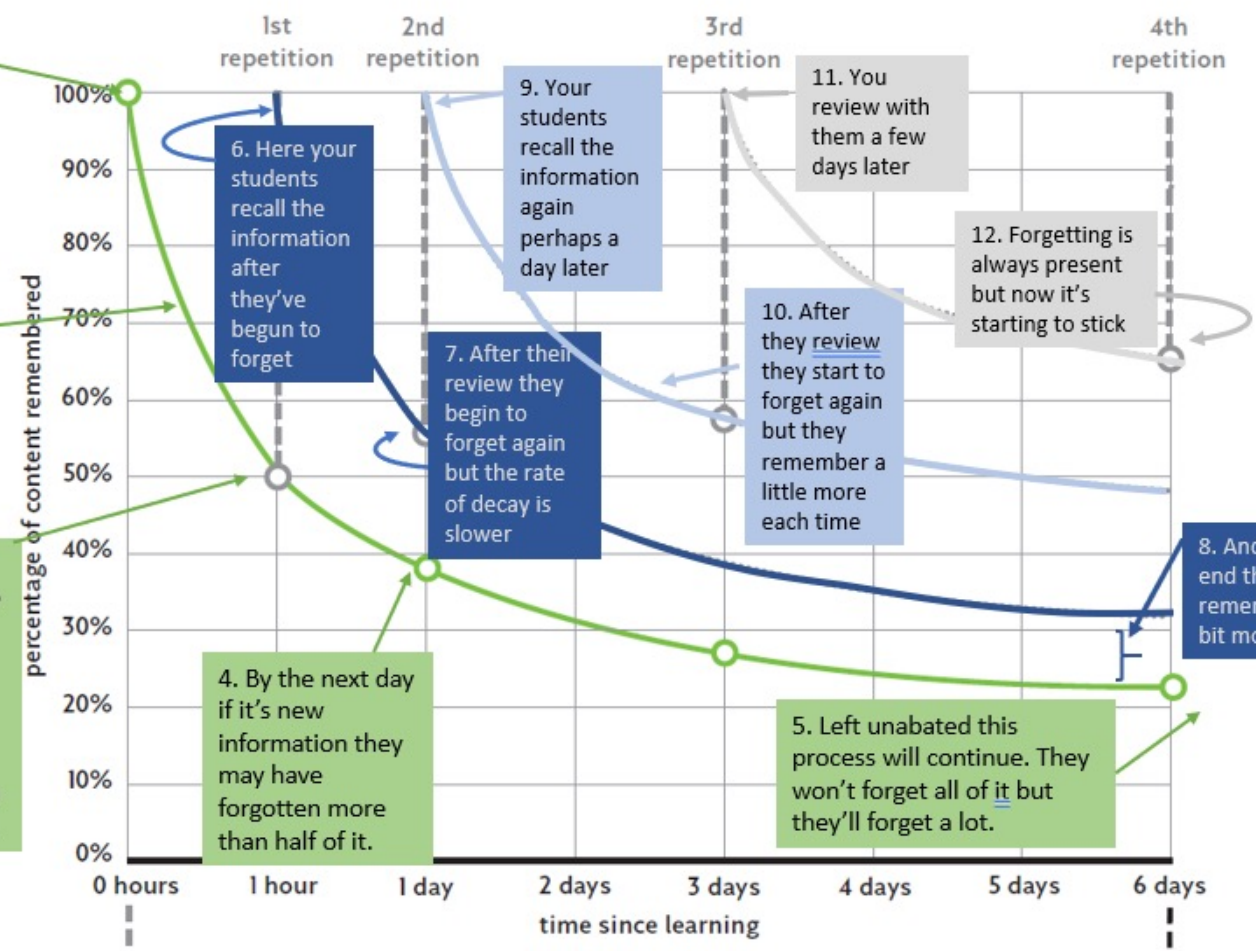 1st
repetition
2nd
repetition
3rd
repetition
4th
repetition
percentage of content remembered
100%
90%
80%
70%
60%
50%
40%
30%
20%
10%
0%
6. Here your
students
recall the
information
after
they've
begun to
forget
9. Your
students
recall the
information
again
perhaps a
day later
11. You
review with
them a few
days later
12. Forgetting is
always present
but now it's
starting to stick
7. After their
review they
begin to
forget again
but the rate
of decay is
slower
10. After
they review
they start to
forget again
but they
remember a
little more
each time
8. And
end th
remem
bit mo
4. By the next day
if it's new
information they
may have
forgotten more
than half of it.
5. Left unabated this
process will continue. They
won't forget all of it but
they'll forget a lot.
0 hours
1 hour
1 day
2 days
3 days
4 days
5 days
6 days
time since learning